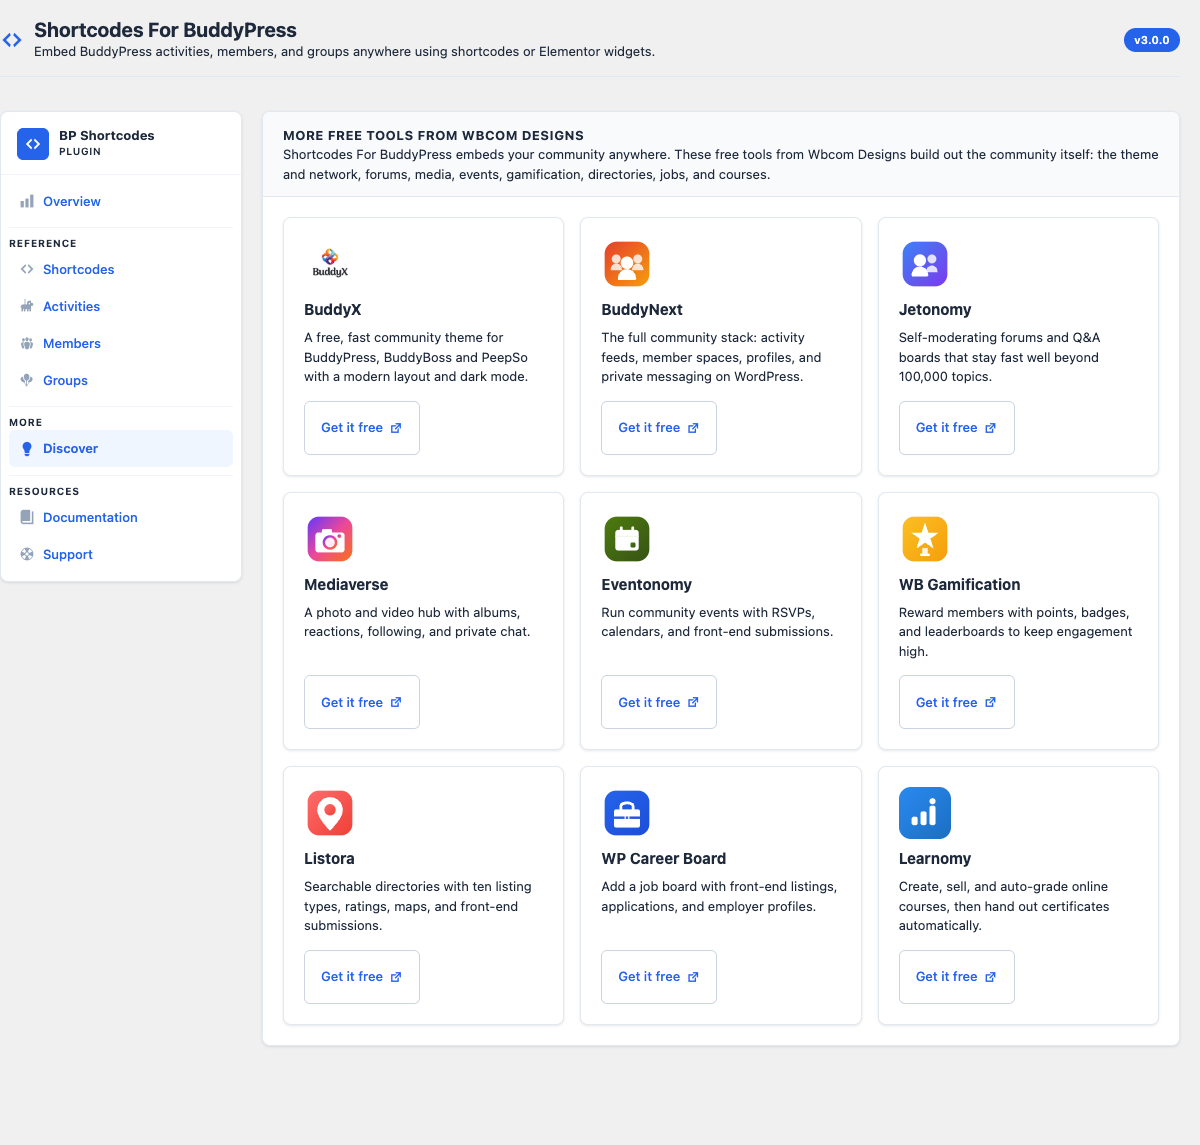 Shortcodes For BuddyPress
Embed BuddyPress activities, members, and groups anywhere using shortcodes or Elementor widgets.
v3.0.0
BP Shortcodes
PLUGIN
Overview
REFERENCE
Shortcodes
Activities
Members
Groups
MORE
Discover
RESOURCES
Documentation
Support
MORE FREE TOOLS FROM WBCOM DESIGNS
Shortcodes For BuddyPress embeds your community anywhere. These free tools from Wbcom Designs build out the community itself: the theme
and network, forums, media, events, gamification, directories, jobs, and courses.
BuddyX
BuddyX
A free, fast community theme for
BuddyPress, BuddyBoss and PeepSo
with a modern layout and dark mode.
Get it free
BuddyNext
The full community stack: activity
feeds, member spaces, profiles, and
private messaging on WordPress.
Get it free
Jetonomy
Self-moderating forums and Q&A
boards that stay fast well beyond
100,000 topics.
Get it free
Mediaverse
A photo and video hub with albums,
reactions, following, and private chat.
Get it free
Eventonomy
Run community events with RSVPs,
calendars, and front-end submissions.
Get it free
WB Gamification
Reward members with points, badges,
and leaderboards to keep engagement
high.
Get it free
Listora
Searchable directories with ten listing
types, ratings, maps, and front-end
submissions.
Get it free
WP Career Board
Add a job board with front-end listings,
applications, and employer profiles.
Get it free
Learnomy
Create, sell, and auto-grade online
courses, then hand out certificates
automatically.
Get it free